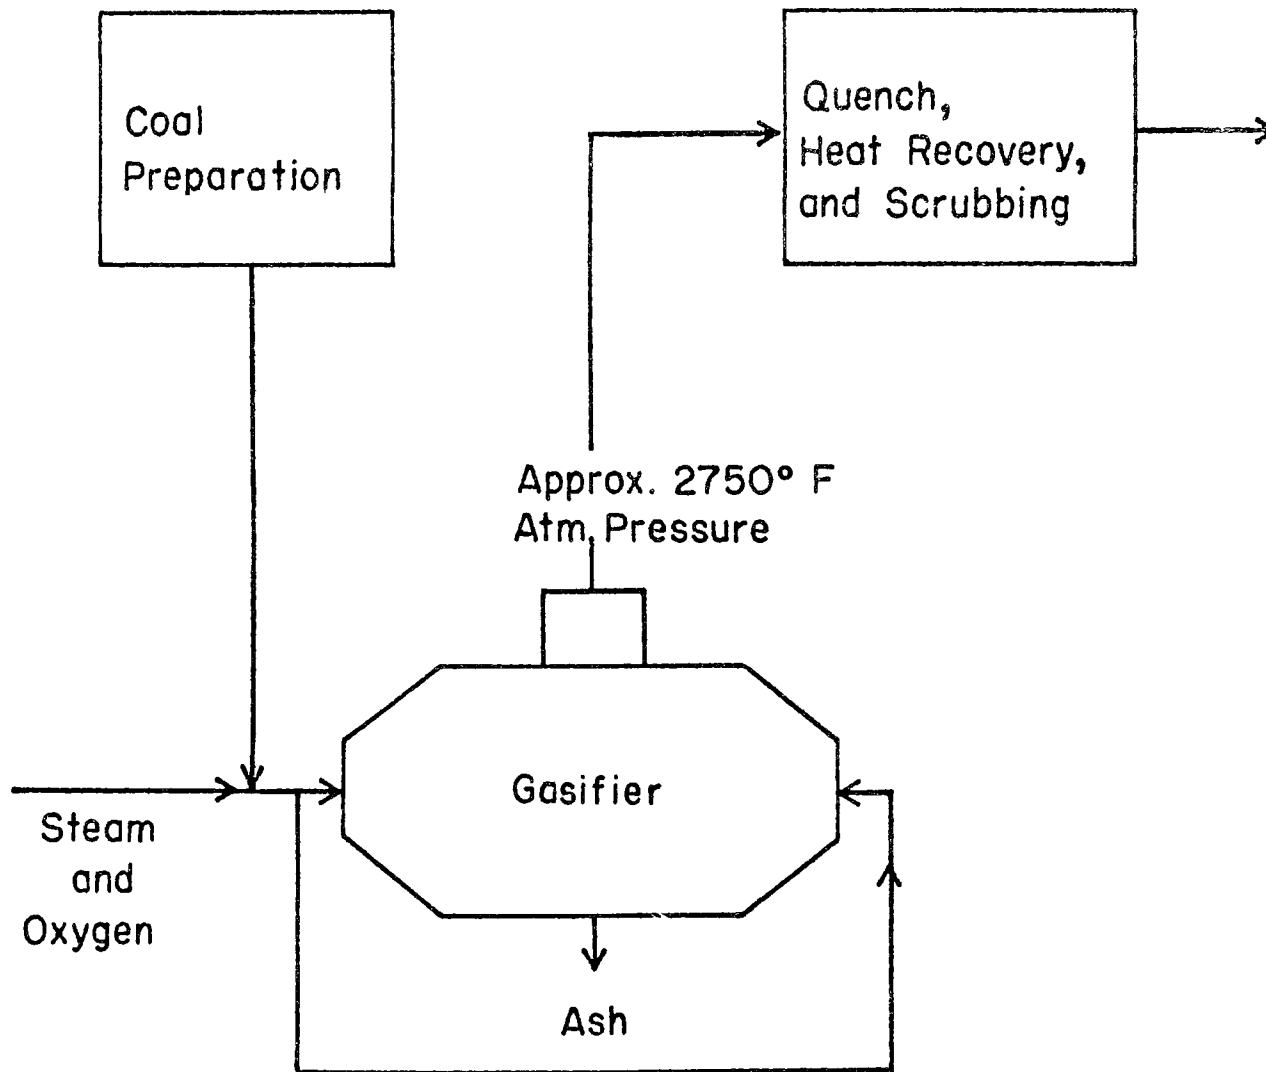 Coal
Preparation
Quench,
Heat Recovery,
and Scrubbing
Approx. 2750° F
Atm. Pressure
Gasifier
Steam
and
Oxygen
Ash